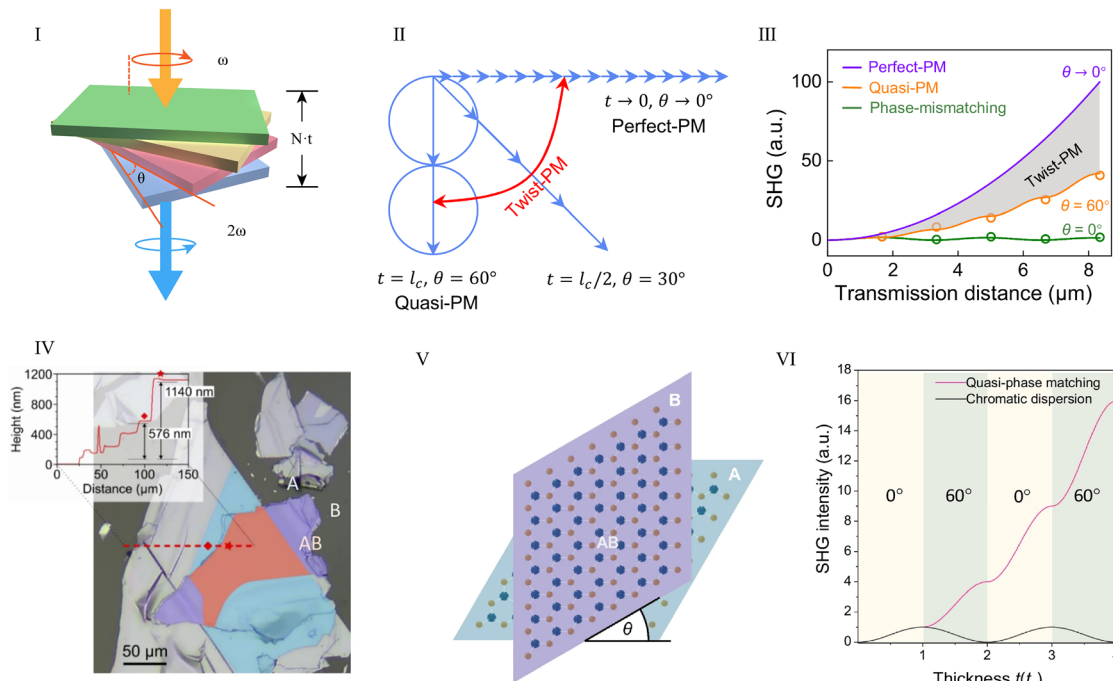 I
ω
N·t
θ
2ω
II
t → 0, θ → 0°
Perfect-PM
Twist-PM
t = l_c, θ = 60°
Quasi-PM
t = l_c/2, θ = 30°
III
SHG (a.u.)
100
50
0
Perfect-PM
Quasi-PM
Phase-mismatching
θ → 0°
Twist-PM
θ = 60°
θ = 0°
0 2 4 6 8
Transmission distance (μm)
IV
Height (nm)
1200
800
400
0
1140 nm
576 nm
0 50 100 150
Distance (μm)
A
B
AB
50 μm
V
B
A
AB
θ
VI
SHG intensity (a.u.)
18
16
14
12
10
8
6
4
2
0
Quasi-phase matching
Chromatic dispersion
0° 60° 0° 60°
1 2 3
Thickness t(t